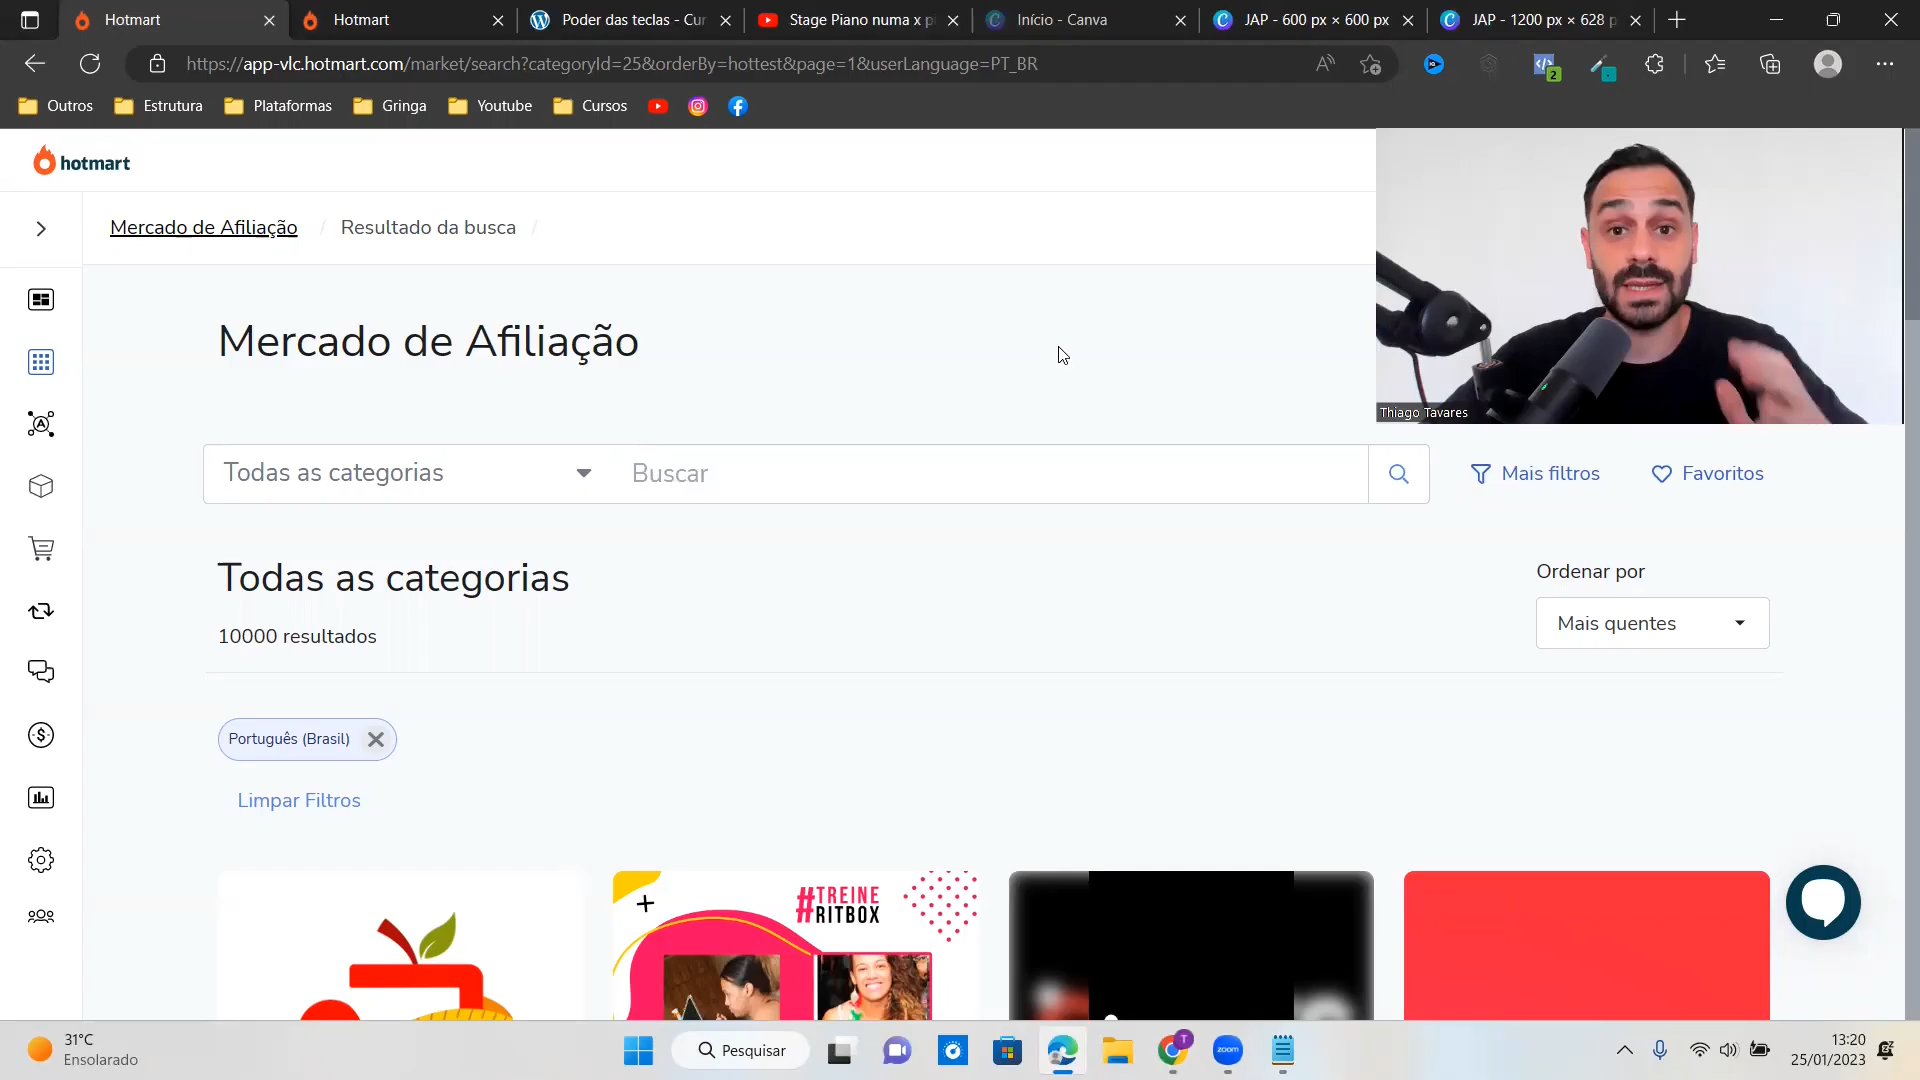 Hotmart
Hotmart
Poder das teclas - Cur
Stage Piano numa x p
Início - Canva
JAP - 600 px × 600 px
JAP - 1200 px × 628 p
https://app-vlc.hotmart.com/market/search?categoryId=25&orderBy=hottest&page=1&userLanguage=PT_BR
2
Outros
Estrutura
Plataformas
Gringa
Youtube
Cursos
hotmart
Mercado de Afiliação / Resultado da busca /
Thiago Tavares
Mercado de Afiliação
Todas as categorias
Buscar
Mais filtros
Favoritos
Todas as categorias
10000 resultados
Ordenar por
Mais quentes
Português (Brasil)
Limpar Filtros
#TREINE
RITBOX
31°C
Ensolarado
Pesquisar
T
zoom
13:20
25/01/2023